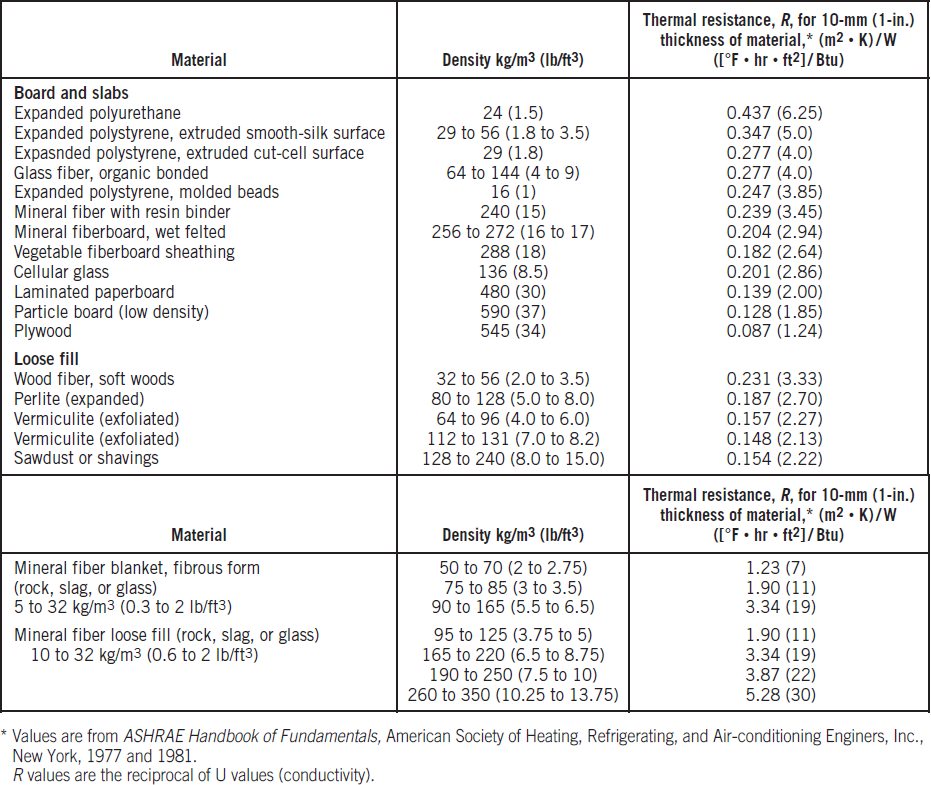 Material
Density kg/m3 (lb/ft3)
Thermal resistance, R, for 10-mm (1-in.)
thickness of material,* (m2 • K)/W
([°F • hr • ft2]/Btu)
Board and slabs
Expanded polyurethane 24 (1.5) 0.437 (6.25)
Expanded polystyrene, extruded smooth-silk surface 29 to 56 (1.8 to 3.5) 0.347 (5.0)
Expasnded polystyrene, extruded cut-cell surface 29 (1.8) 0.277 (4.0)
Glass fiber, organic bonded 64 to 144 (4 to 9) 0.277 (4.0)
Expanded polystyrene, molded beads 16 (1) 0.247 (3.85)
Mineral fiber with resin binder 240 (15) 0.239 (3.45)
Mineral fiberboard, wet felted 256 to 272 (16 to 17) 0.204 (2.94)
Vegetable fiberboard sheathing 288 (18) 0.182 (2.64)
Cellular glass 136 (8.5) 0.201 (2.86)
Laminated paperboard 480 (30) 0.139 (2.00)
Particle board (low density) 590 (37) 0.128 (1.85)
Plywood 545 (34) 0.087 (1.24)
Loose fill
Wood fiber, soft woods 32 to 56 (2.0 to 3.5) 0.231 (3.33)
Perlite (expanded) 80 to 128 (5.0 to 8.0) 0.187 (2.70)
Vermiculite (exfoliated) 64 to 96 (4.0 to 6.0) 0.157 (2.27)
Vermiculite (exfoliated) 112 to 131 (7.0 to 8.2) 0.148 (2.13)
Sawdust or shavings 128 to 240 (8.0 to 15.0) 0.154 (2.22)
Material
Density kg/m3 (lb/ft3)
Thermal resistance, R, for 10-mm (1-in.)
thickness of material,* (m2 • K)/W
([°F • hr • ft2]/Btu)
Mineral fiber blanket, fibrous form 50 to 70 (2 to 2.75) 1.23 (7)
(rock, slag, or glass) 75 to 85 (3 to 3.5) 1.90 (11)
5 to 32 kg/m3 (0.3 to 2 lb/ft3) 90 to 165 (5.5 to 6.5) 3.34 (19)
Mineral fiber loose fill (rock, slag, or glass) 95 to 125 (3.75 to 5) 1.90 (11)
10 to 32 kg/m3 (0.6 to 2 lb/ft3) 165 to 220 (6.5 to 8.75) 3.34 (19)
190 to 250 (7.5 to 10) 3.87 (22)
260 to 350 (10.25 to 13.75) 5.28 (30)
* Values are from ASHRAE Handbook of Fundamentals, American Society of Heating, Refrigerating, and Air-conditioning Enginers, Inc.,
New York, 1977 and 1981.
R values are the reciprocal of U values (conductivity).